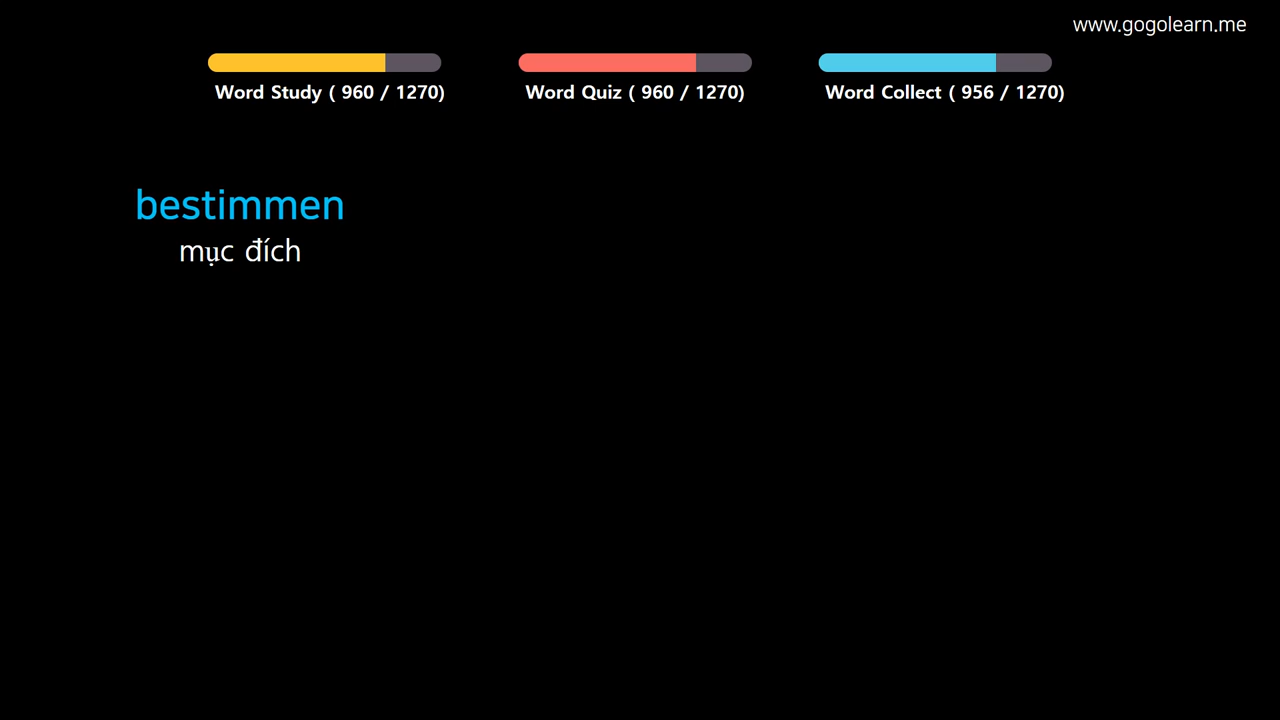 www.gogolearn.me
Word Study ( 960 / 1270)
Word Quiz ( 960 / 1270)
Word Collect ( 956 / 1270)
bestimmen
mục đích